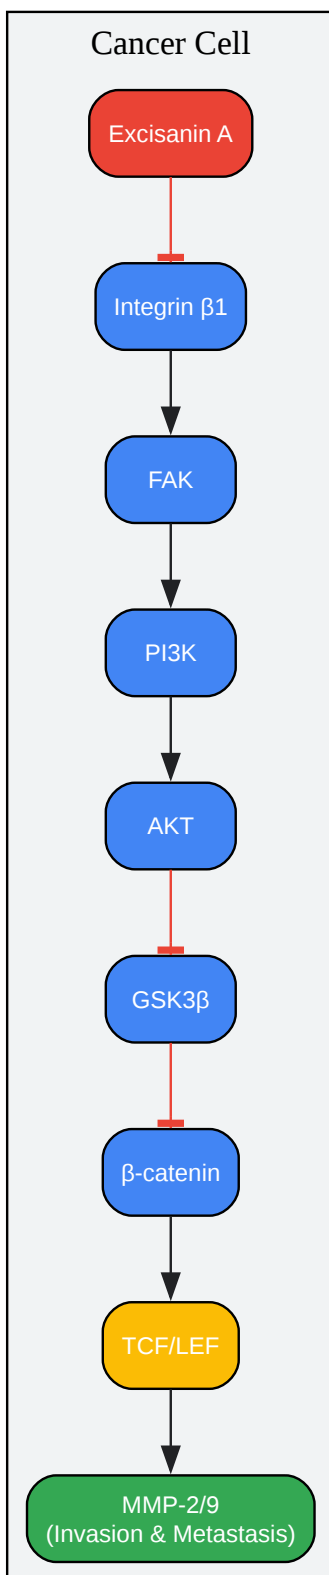 Cancer Cell
Excisanin A
Integrin β1
FAK
PI3K
AKT
GSK3β
β-catenin
TCF/LEF
MMP-2/9
(Invasion & Metastasis)